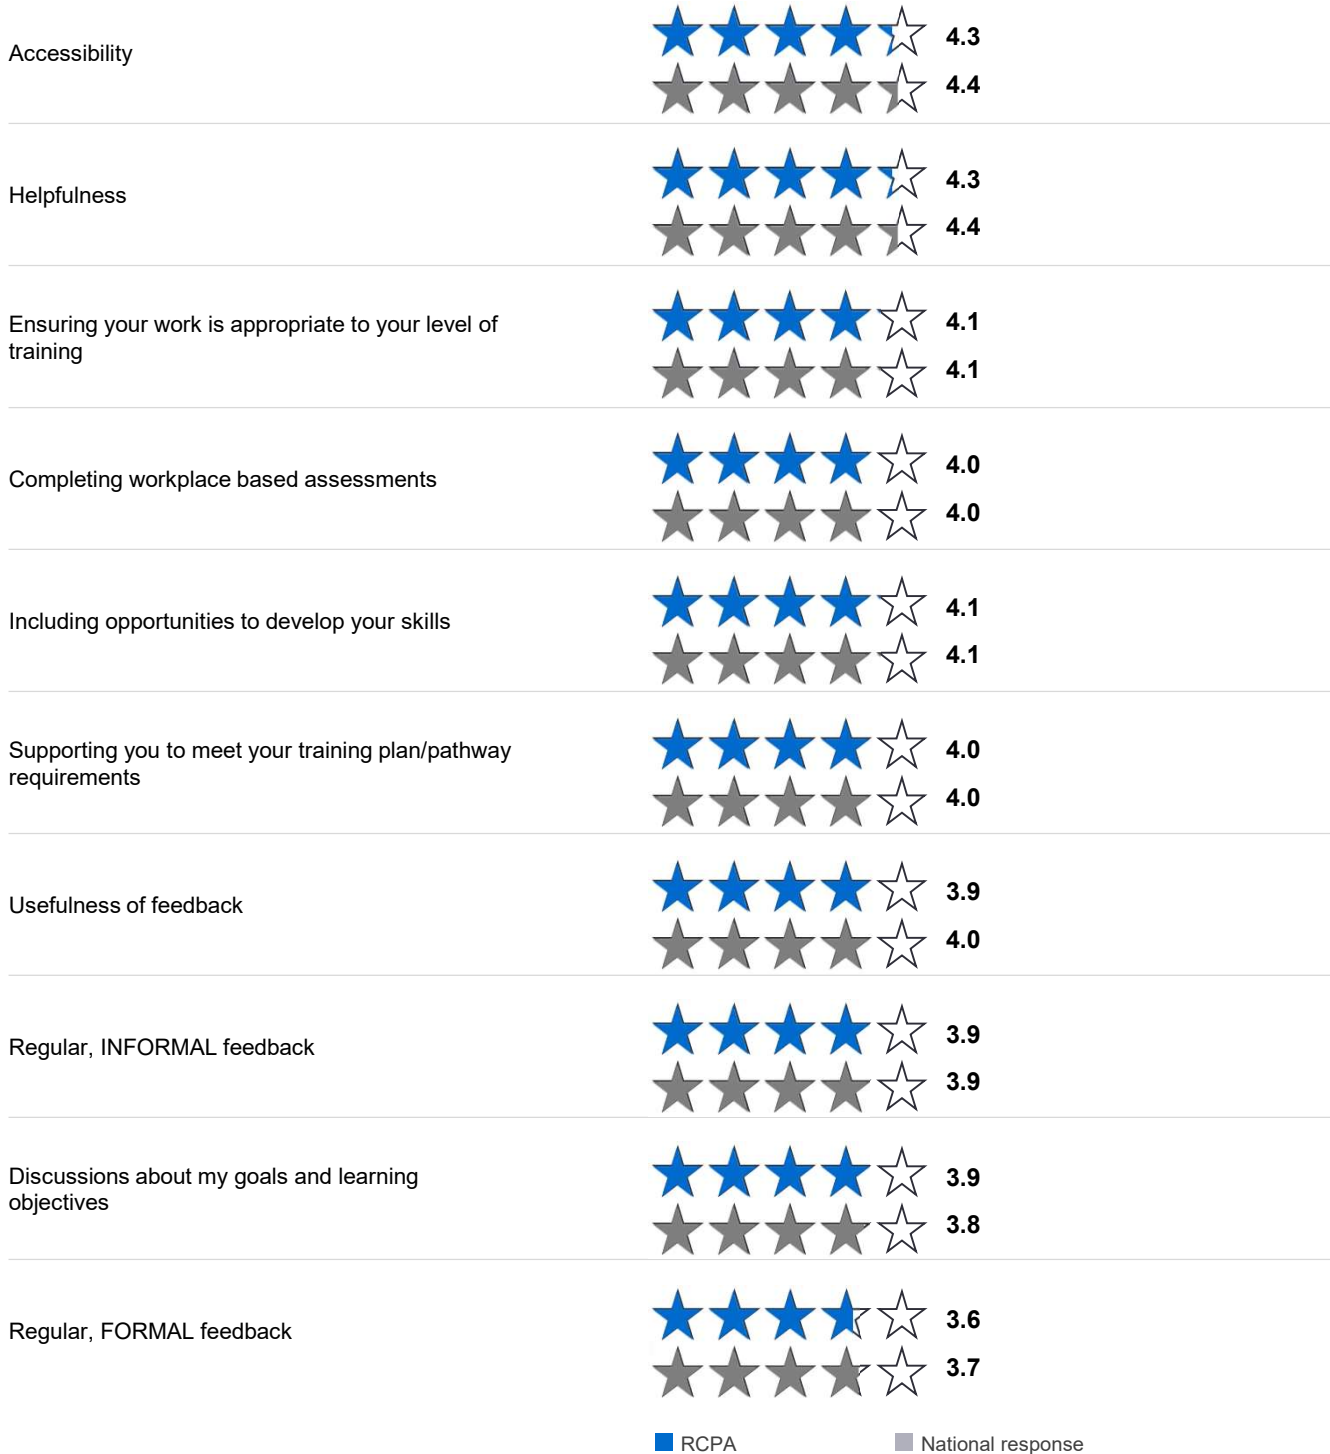 Accessibility
4.3
4.4
Helpfulness
4.3
4.4
Ensuring your work is appropriate to your level of
training
4.1
4.1
Completing workplace based assessments
4.0
4.0
Including opportunities to develop your skills
4.1
4.1
Supporting you to meet your training plan/pathway
requirements
4.0
4.0
Usefulness of feedback
3.9
4.0
Regular, INFORMAL feedback
3.9
3.9
Discussions about my goals and learning
objectives
3.9
3.8
Regular, FORMAL feedback
3.6
3.7
RCPA
National response